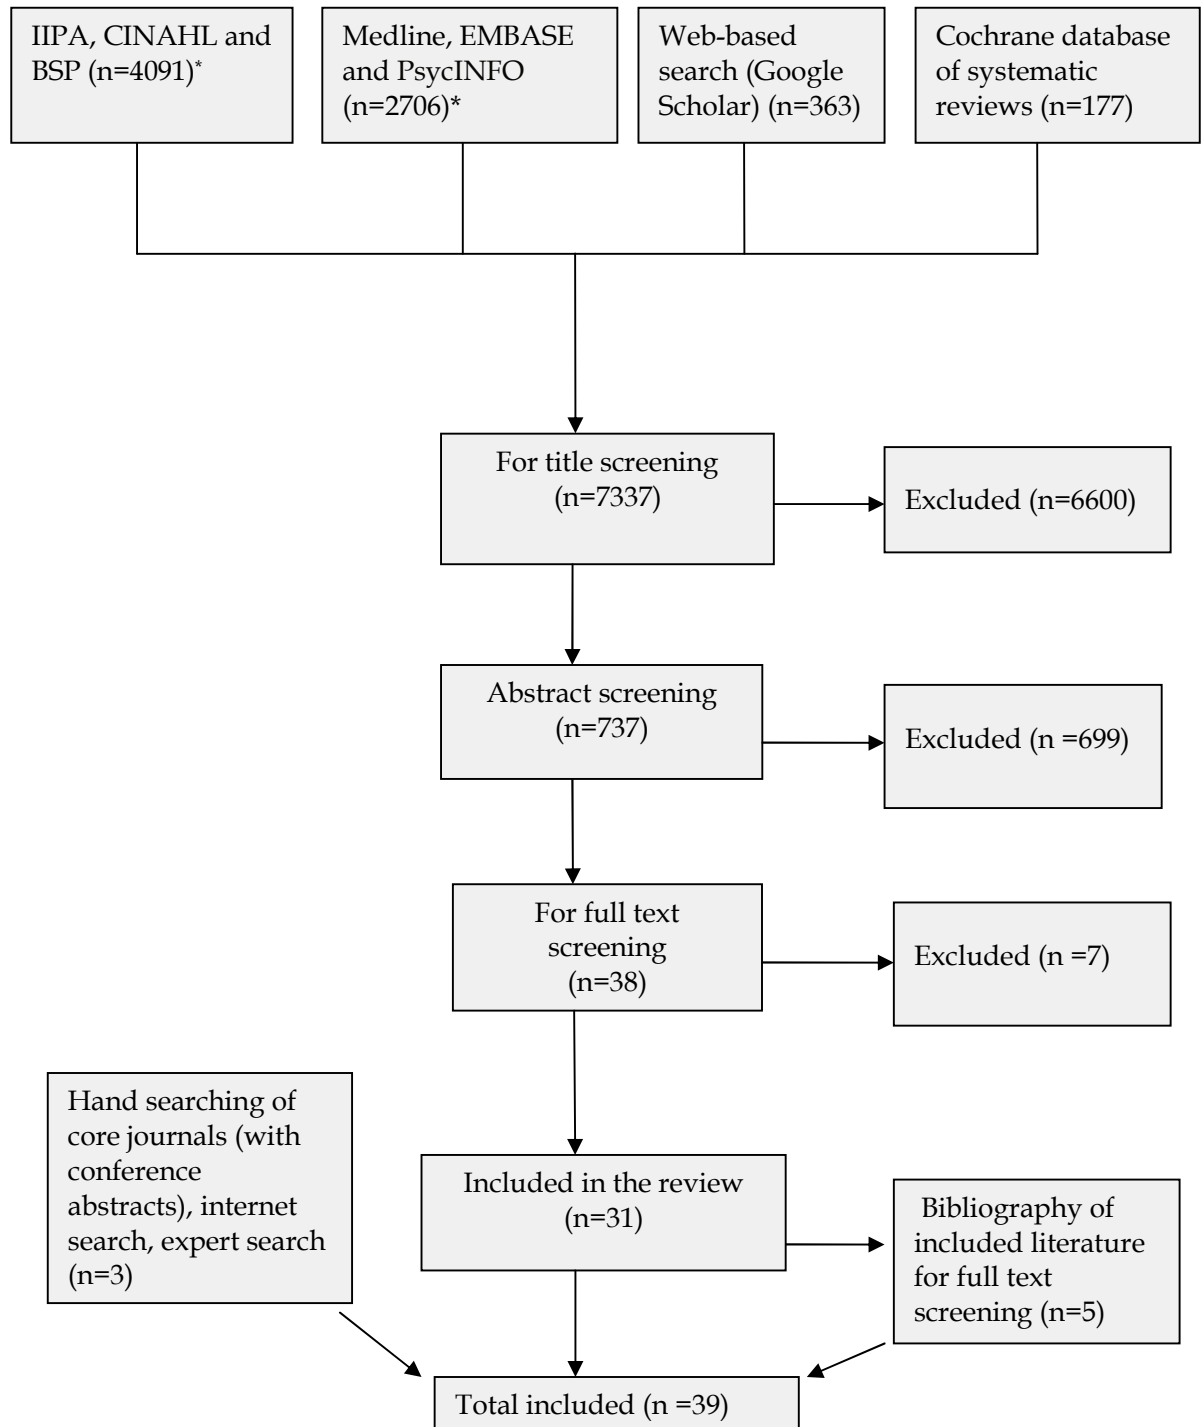 IIPA, CINAHL and
BSP (n=4091)*
Medline, EMBASE
and PsycINFO
(n=2706)*
Web-based
search (Google
Scholar) (n=363)
Cochrane database
of systematic
reviews (n=177)
For title screening
(n=7337)
Excluded (n=6600)
Abstract screening
(n=737)
Excluded (n =699)
For full text
screening
(n=38)
Excluded (n =7)
Hand searching of
core journals (with
conference
abstracts), internet
search, expert search
(n=3)
Included in the review
(n=31)
Bibliography of
included literature
for full text
screening (n=5)
Total included (n =39)